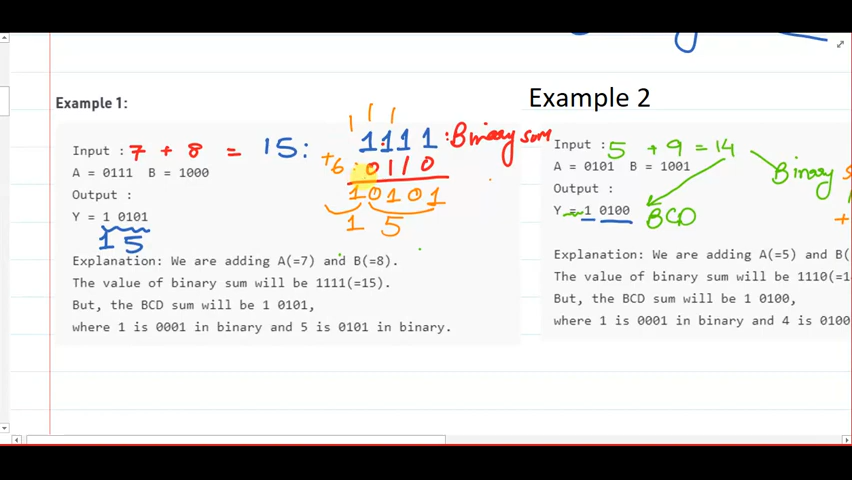 Example 1:
Input : 7 + 8 = 15:
A = 0111 B = 1000
Output :
Y = 1 0101
15
1 1 1
1111 :Binary sum
+6: 0110
10101
1 5
Explanation: We are adding A(=7) and B(=8).
The value of binary sum will be 1111(=15).
But, the BCD sum will be 1 0101,
where 1 is 0001 in binary and 5 is 0101 in binary.
Example 2
Input : 5 + 9 = 14
A = 0101 B = 1001
Binary
Output :
Y = 1 0100 BCD
+
Explanation: We are adding A(=5) and B(
The value of binary sum will be 1110(=14
But, the BCD sum will be 1 0100,
where 1 is 0001 in binary and 4 is 0100